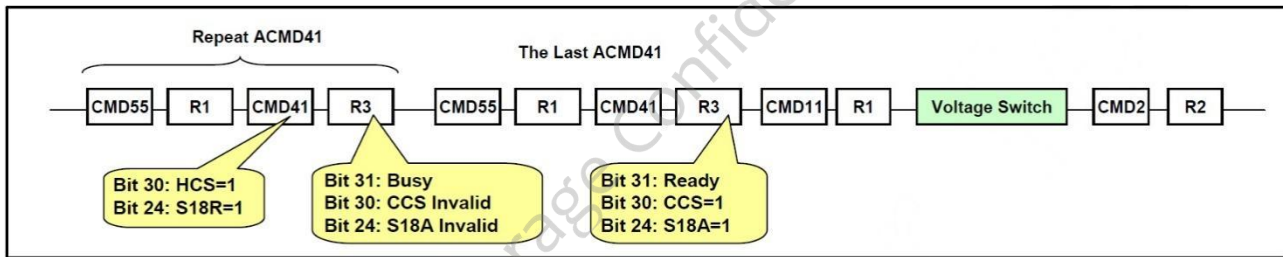 Repeat ACMD41
The Last ACMD41
CMD55 R1 CMD41 R3 CMD55 R1 CMD41 R3 CMD11 R1 Voltage Switch CMD2 R2
Bit 30: HCS=1
Bit 24: S18R=1
Bit 31: Busy
Bit 30: CCS Invalid
Bit 24: S18A Invalid
Bit 31: Ready
Bit 30: CCS=1
Bit 24: S18A=1